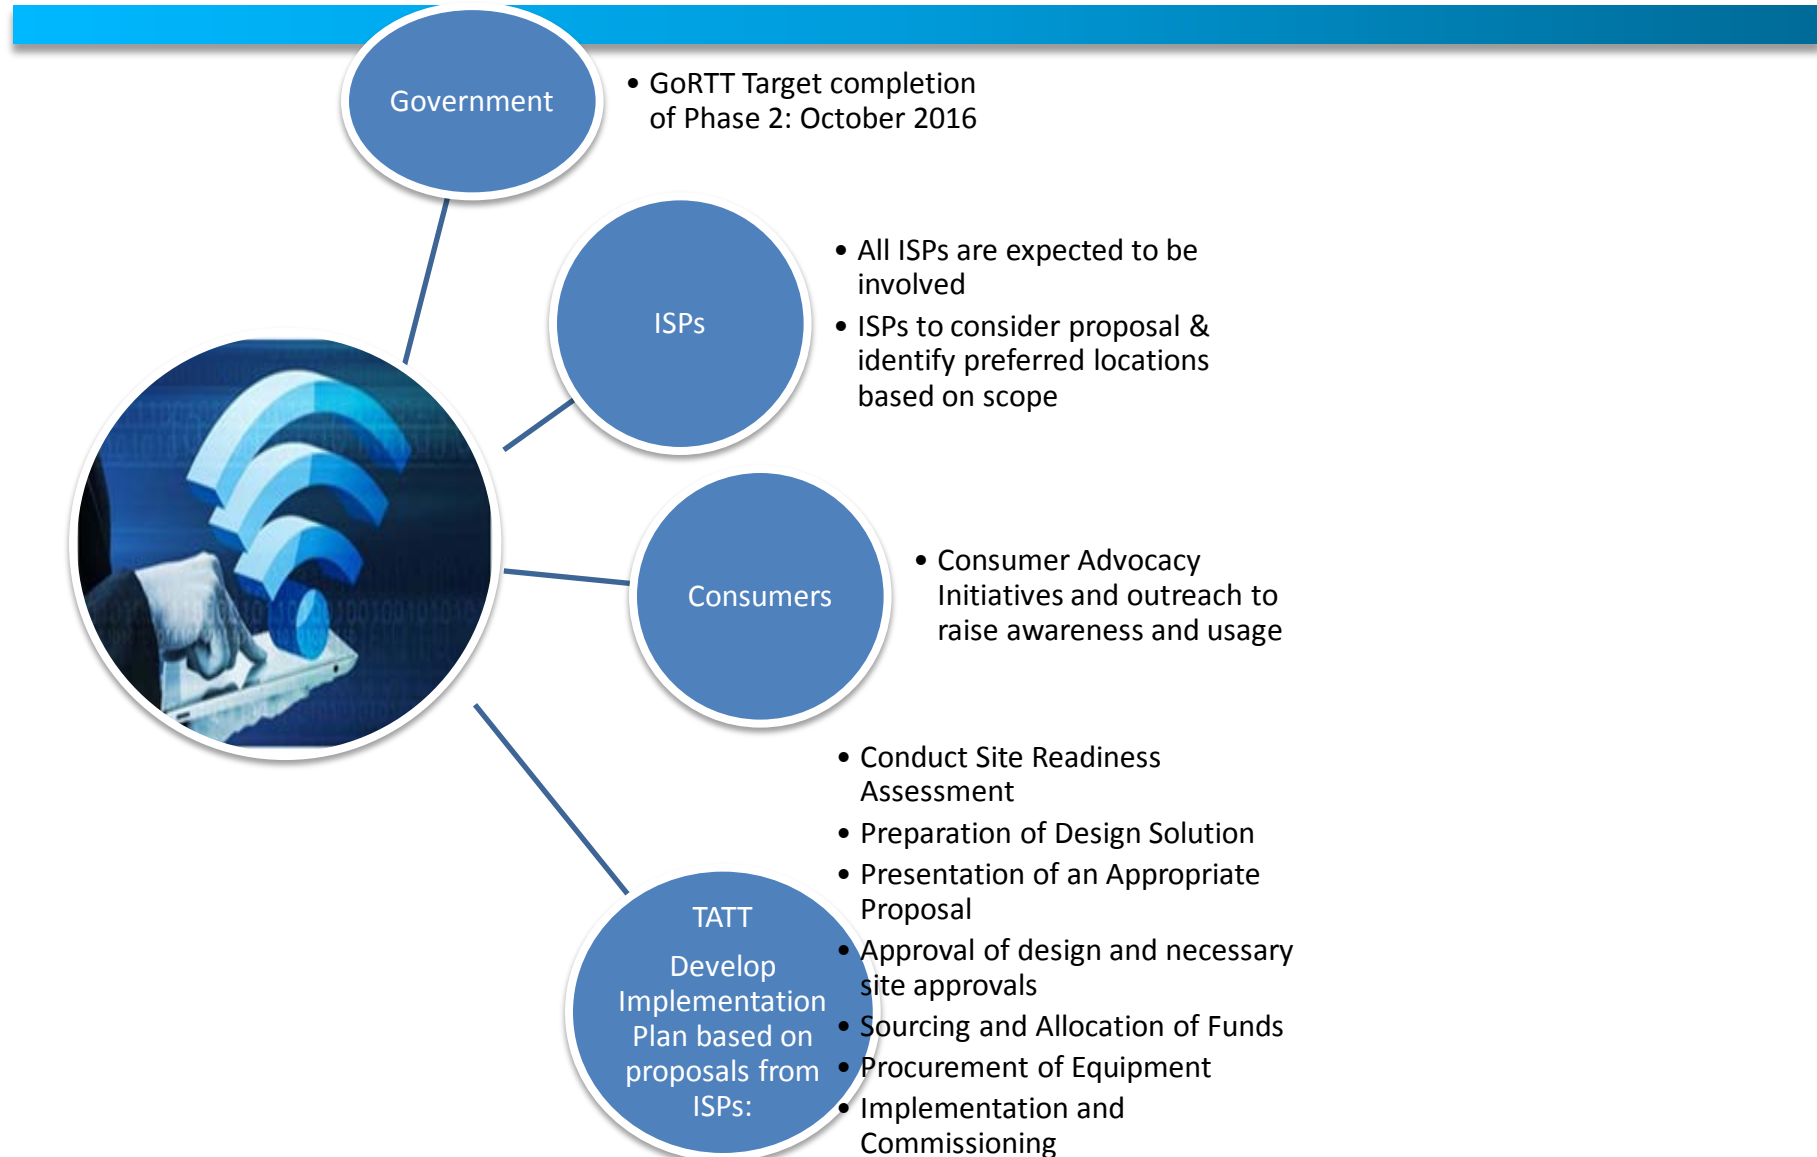 Government
• GoRTT Target completion
of Phase 2: October 2016
ISPs
• All ISPs are expected to be
involved
• ISPs to consider proposal &
identify preferred locations
based on scope
Consumers
• Consumer Advocacy
Initiatives and outreach to
raise awareness and usage
TATT
Develop
Implementation
Plan based on
proposals from
ISPs:
• Conduct Site Readiness
Assessment
• Preparation of Design Solution
• Presentation of an Appropriate
Proposal
• Approval of design and necessary
site approvals
• Sourcing and Allocation of Funds
• Procurement of Equipment
• Implementation and
Commissioning